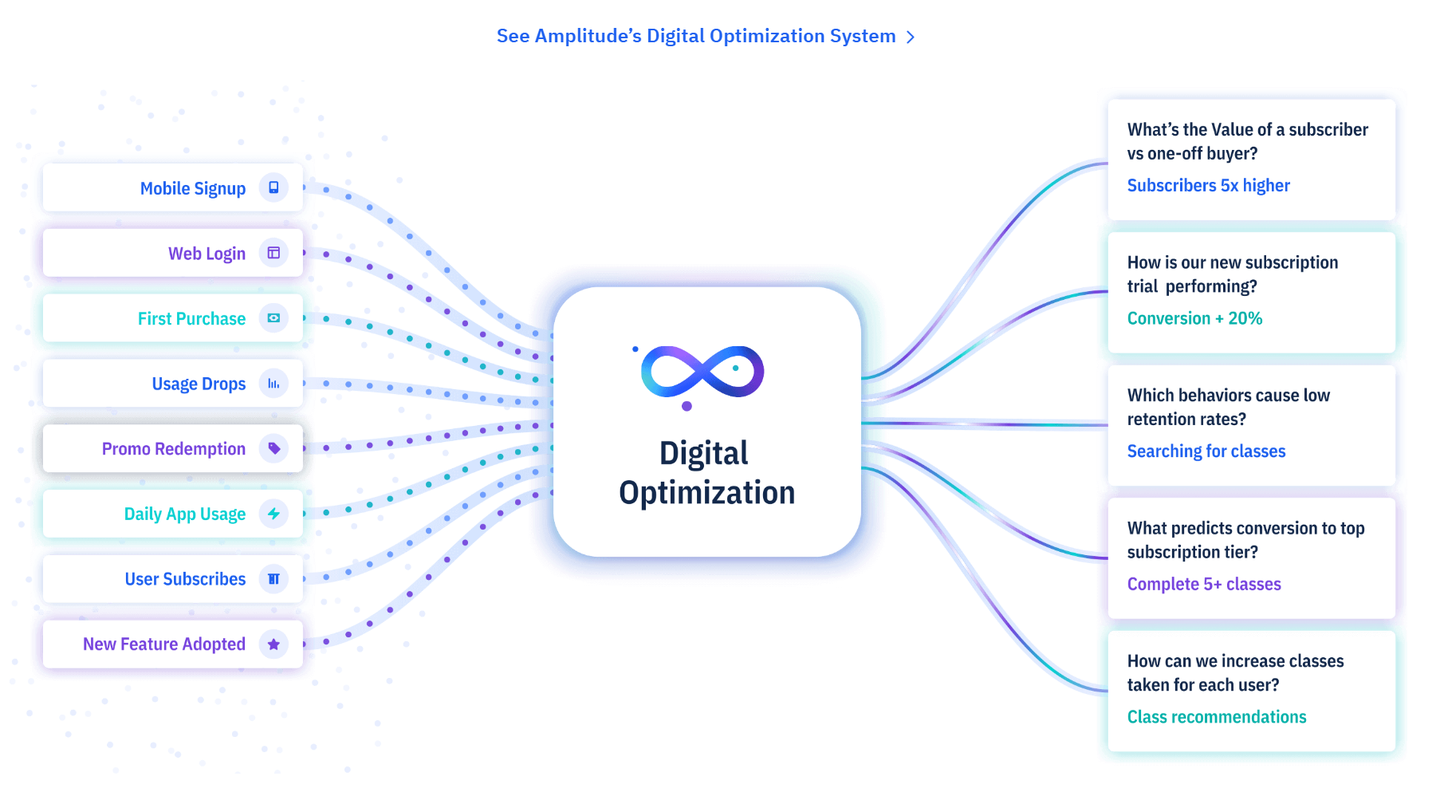 See Amplitude’s Digital Optimization System
Mobile Signup
Web Login
First Purchase
Usage Drops
Promo Redemption
Daily App Usage
User Subscribes
New Feature Adopted
Digital
Optimization
What’s the Value of a subscriber
vs one-off buyer?
Subscribers 5x higher
How is our new subscription
trial performing?
Conversion + 20%
Which behaviors cause low
retention rates?
Searching for classes
What predicts conversion to top
subscription tier?
Complete 5+ classes
How can we increase classes
taken for each user?
Class recommendations